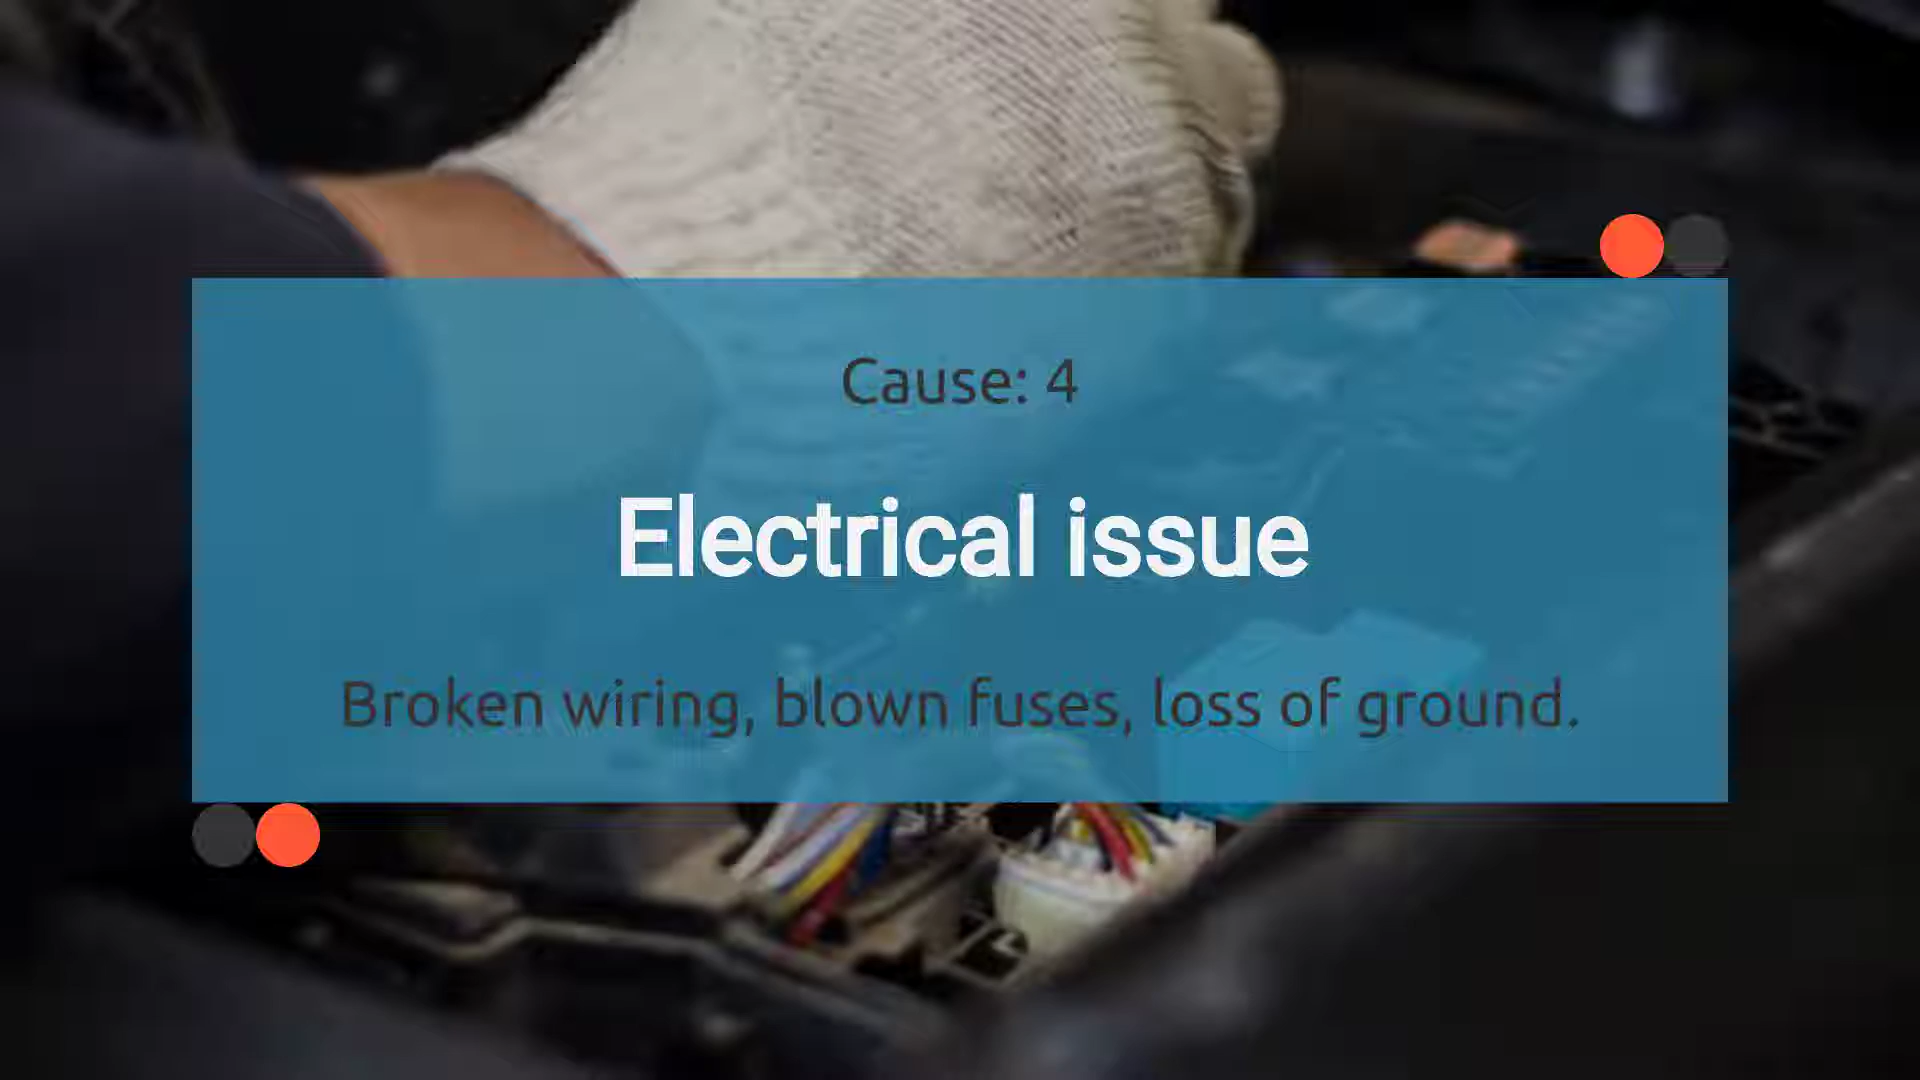 Cause: 4
Electrical issue
Broken wiring, blown fuses, loss of ground.